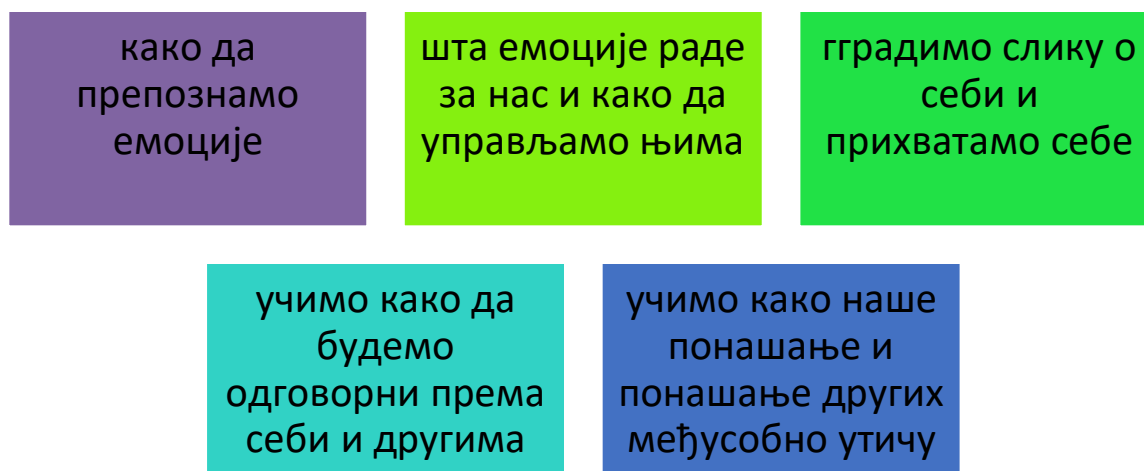 како да
препознамо
емоције
шта емоције раде
за нас и како да
управљамо њима
гградимо слику о
себи и
прихватамо себе
учимо како да
будемо
одговорни према
себи и другима
учимо како наше
понашање и
понашање других
међусобно утичу